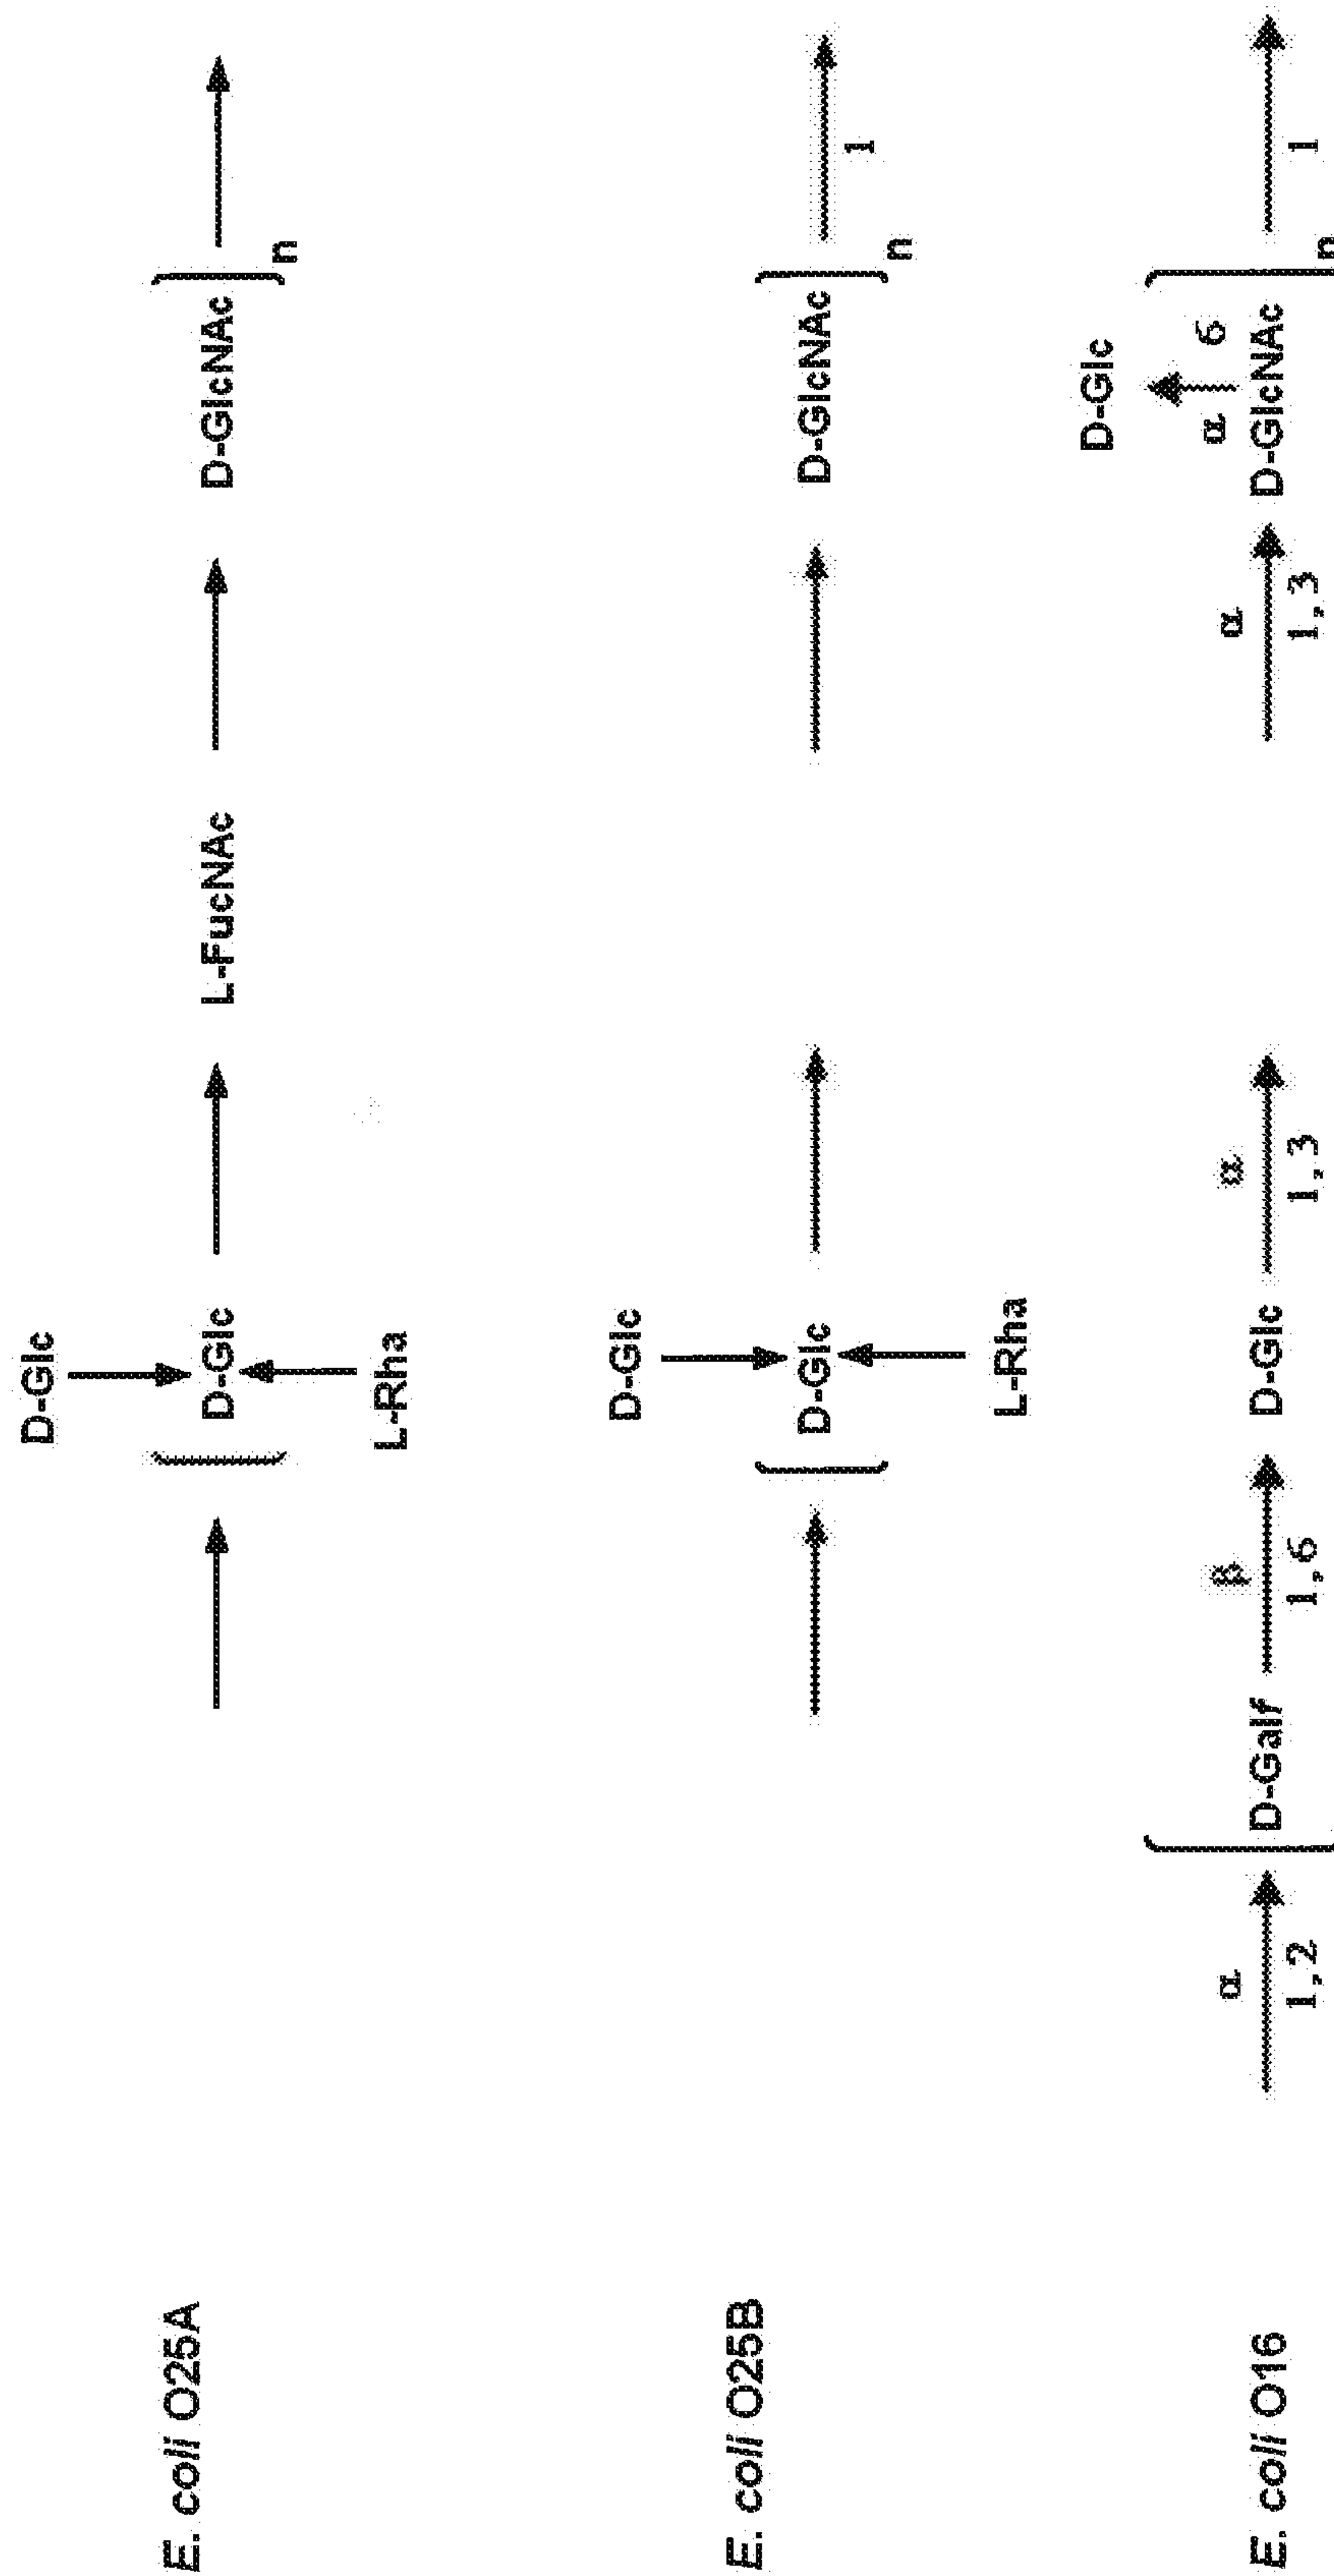 E. coli O25A
D-Glc
D-Glc L-FucNAc D-GlcNAc n
L-Rha
E. coli O25B
D-Glc
D-Glc D-GlcNAc n
1
L-Rha
E. coli O16
D-Glc
α 6
α β α α
D-Galf D-Glc D-GlcNAc n
1,2 1,6 1,3 1,3 1